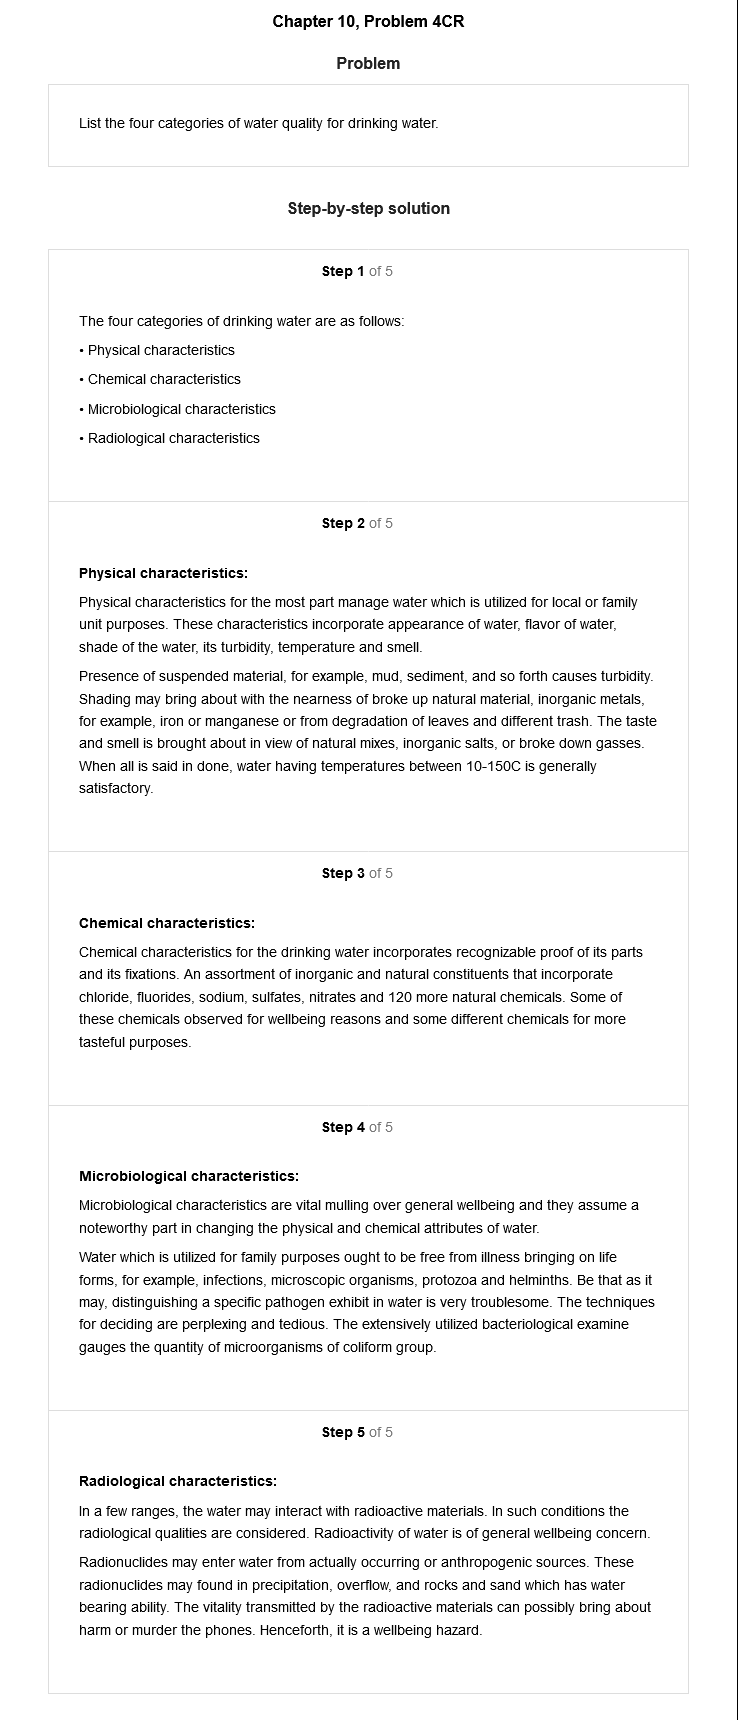 Chapter 10, Problem 4CR
Problem
List the four categories of water quality for drinking water.
Step-by-step solution
Step 1 of 5
The four categories of drinking water are as follows:
• Physical characteristics
• Chemical characteristics
• Microbiological characteristics
• Radiological characteristics
Step 2 of 5
Physical characteristics:
Physical characteristics for the most part manage water which is utilized for local or family
unit purposes. These characteristics incorporate appearance of water, flavor of water,
shade of the water, its turbidity, temperature and smell.
Presence of suspended material, for example, mud, sediment, and so forth causes turbidity.
Shading may bring about with the nearness of broke up natural material, inorganic metals,
for example, iron or manganese or from degradation of leaves and different trash. The taste
and smell is brought about in view of natural mixes, inorganic salts, or broke down gasses.
When all is said in done, water having temperatures between 10-150C is generally
satisfactory.
Step 3 of 5
Chemical characteristics:
Chemical characteristics for the drinking water incorporates recognizable proof of its parts
and its fixations. An assortment of inorganic and natural constituents that incorporate
chloride, fluorides, sodium, sulfates, nitrates and 120 more natural chemicals. Some of
these chemicals observed for wellbeing reasons and some different chemicals for more
tasteful purposes.
Step 4 of 5
Microbiological characteristics:
Microbiological characteristics are vital mulling over general wellbeing and they assume a
noteworthy part in changing the physical and chemical attributes of water.
Water which is utilized for family purposes ought to be free from illness bringing on life
forms, for example, infections, microscopic organisms, protozoa and helminths. Be that as it
may, distinguishing a specific pathogen exhibit in water is very troublesome. The techniques
for deciding are perplexing and tedious. The extensively utilized bacteriological examine
gauges the quantity of microorganisms of coliform group.
Step 5 of 5
Radiological characteristics:
In a few ranges, the water may interact with radioactive materials. In such conditions the
radiological qualities are considered. Radioactivity of water is of general wellbeing concern.
Radionuclides may enter water from actually occurring or anthropogenic sources. These
radionuclides may found in precipitation, overflow, and rocks and sand which has water
bearing ability. The vitality transmitted by the radioactive materials can possibly bring about
harm or murder the phones. Henceforth, it is a wellbeing hazard.